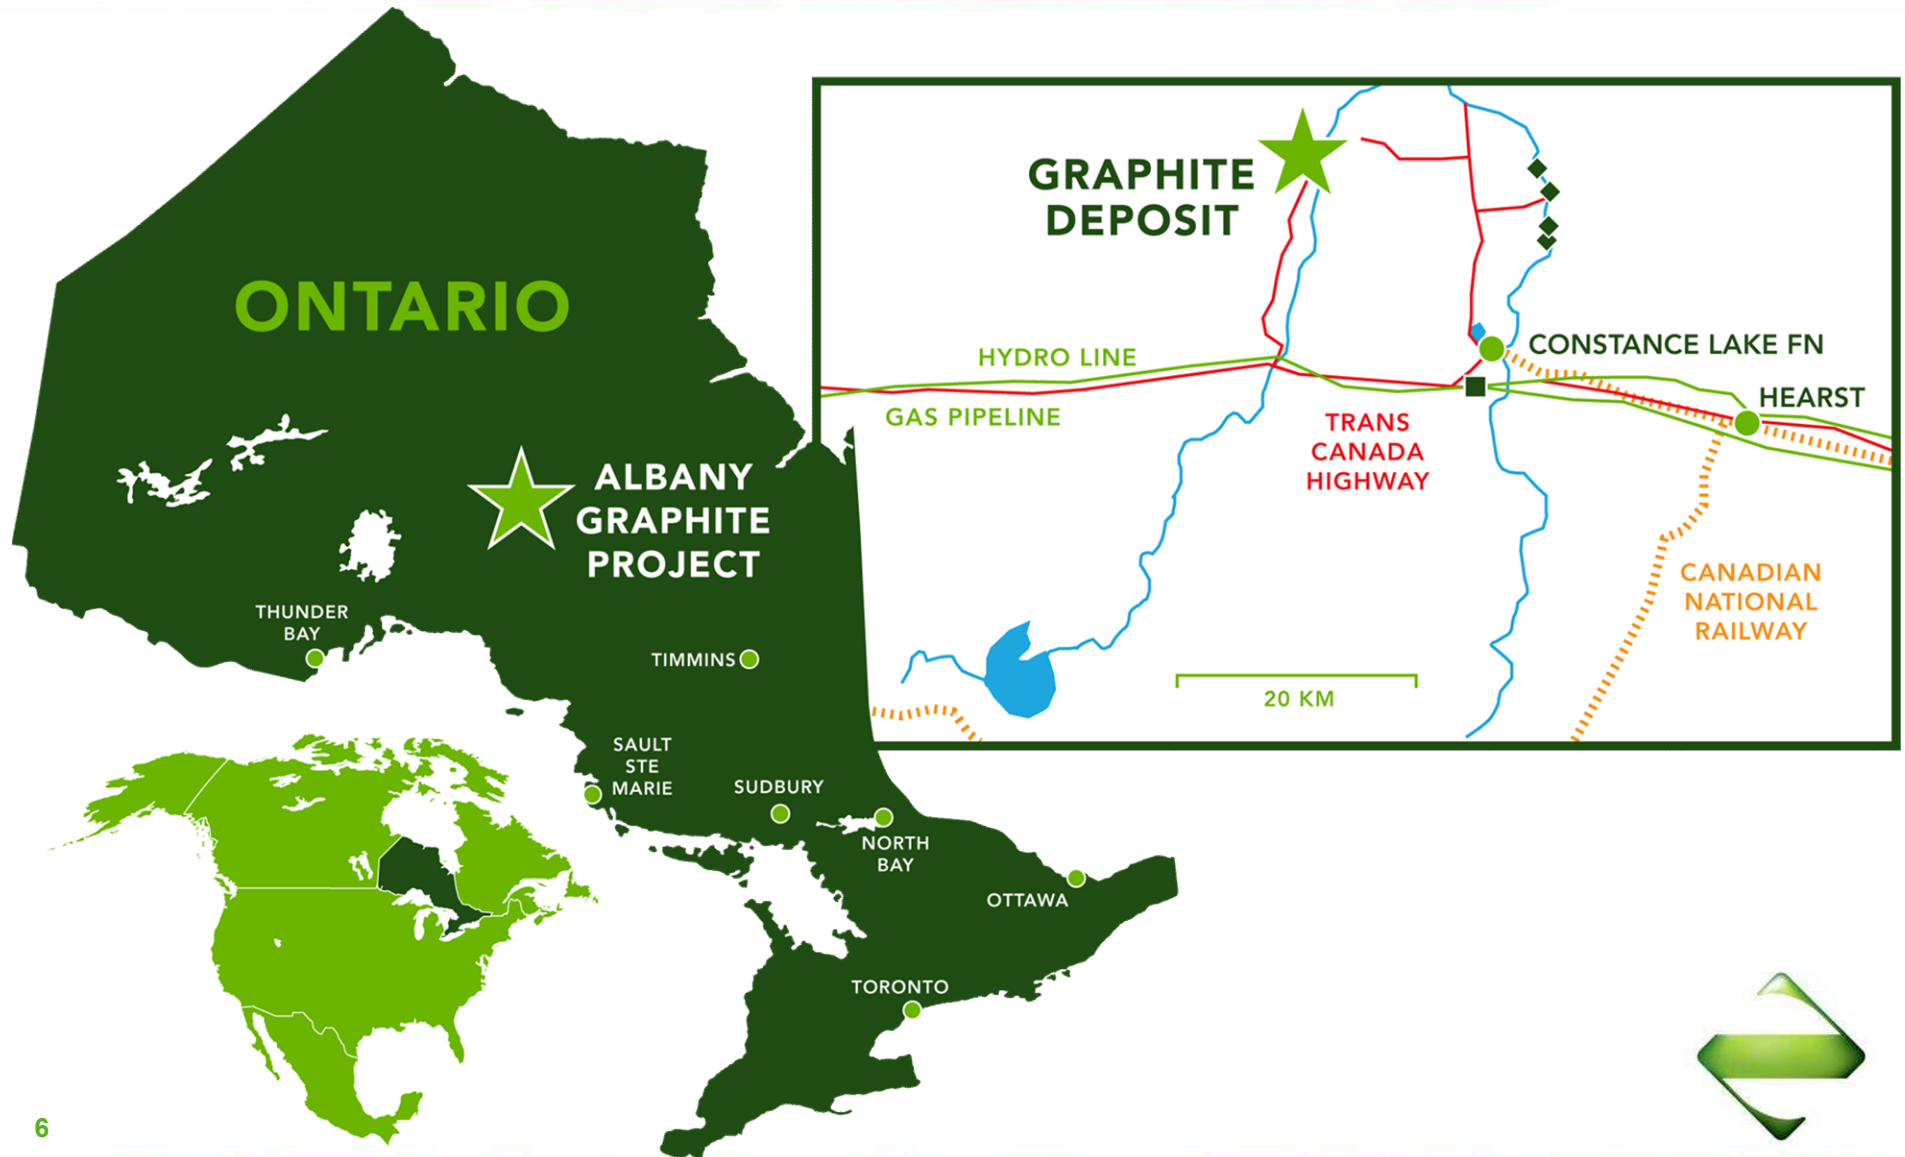 ONTARIO
ALBANY
GRAPHITE
PROJECT
THUNDER
BAY
TIMMINS
SAULT
STE
MARIE
SUDBURY
NORTH
BAY
OTTAWA
TORONTO
GRAPHITE
DEPOSIT
HYDRO LINE
GAS PIPELINE
CONSTANCE LAKE FN
HEARST
TRANS
CANADA
HIGHWAY
CANADIAN
NATIONAL
RAILWAY
20 KM
6